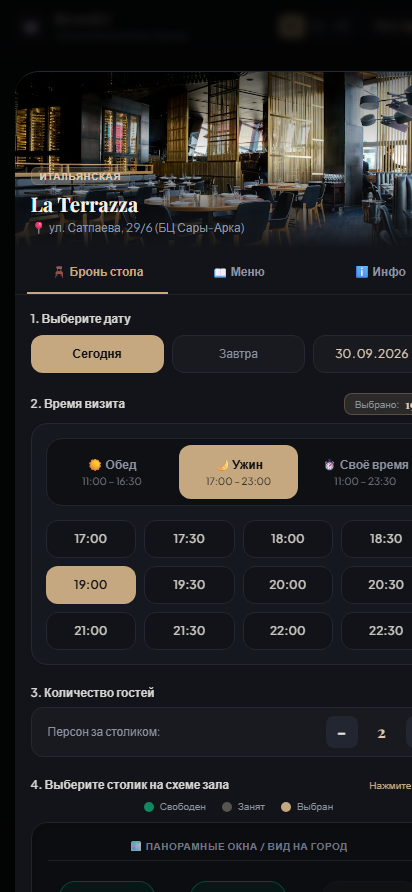 ИТАЛЬЯНСКАЯ
La Terrazza
ул. Сатпаева, 29/6 (БЦ Сары-Арка)
Бронь стола
Меню
Инфо
1. Выберите дату
Сегодня
Завтра
30.09.2026
2. Время визита
Выбрано:
Обед
11:00 – 16:30
Ужин
17:00 – 23:00
Своё время
11:00 – 23:30
17:00 17:30 18:00 18:30
19:00 19:30 20:00 20:30
21:00 21:30 22:00 22:30
3. Количество гостей
Персон за столиком:
− 2
4. Выберите столик на схеме зала
Нажмите
Свободен Занят Выбран
ПАНОРАМНЫЕ ОКНА / ВИД НА ГОРОД